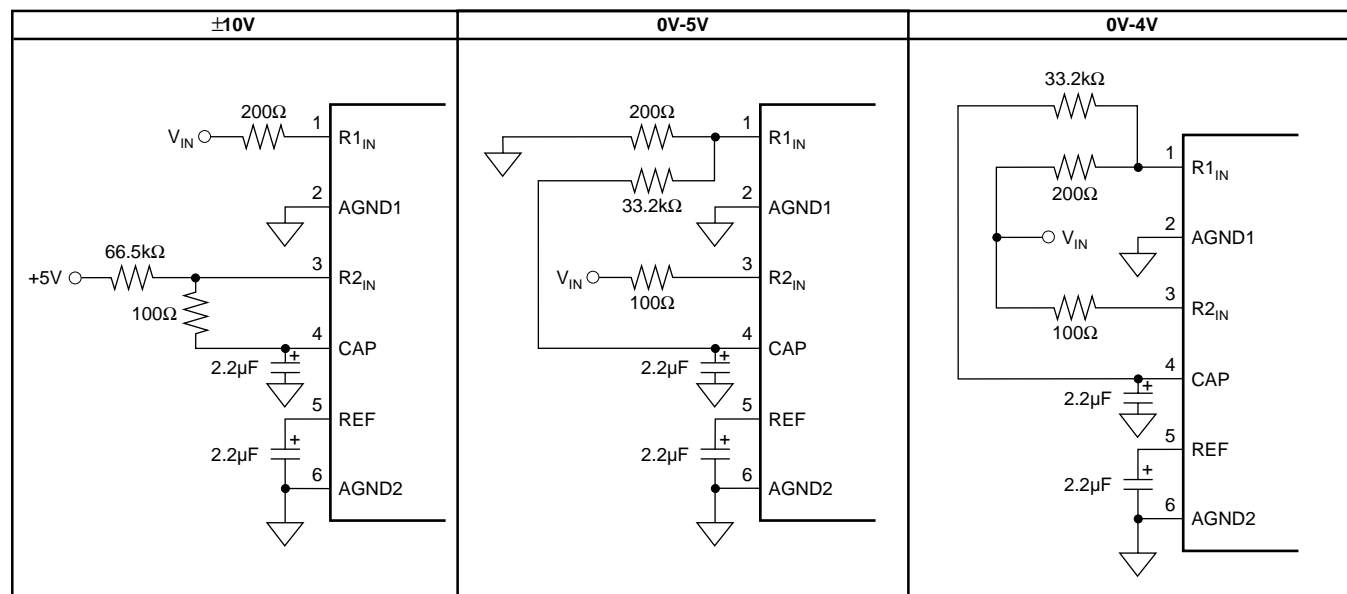 ±10V
200Ω
V_IN
1
R1_IN
2
AGND1
66.5kΩ
+5V
3
R2_IN
100Ω
4
CAP
+
2.2µF
5
REF
+
2.2µF
6
AGND2
0V-5V
200Ω
1
R1_IN
33.2kΩ
2
AGND1
V_IN
3
R2_IN
100Ω
4
CAP
+
2.2µF
5
REF
+
2.2µF
6
AGND2
0V-4V
33.2kΩ
1
R1_IN
200Ω
V_IN
2
AGND1
3
R2_IN
100Ω
4
CAP
+
2.2µF
5
REF
+
2.2µF
6
AGND2